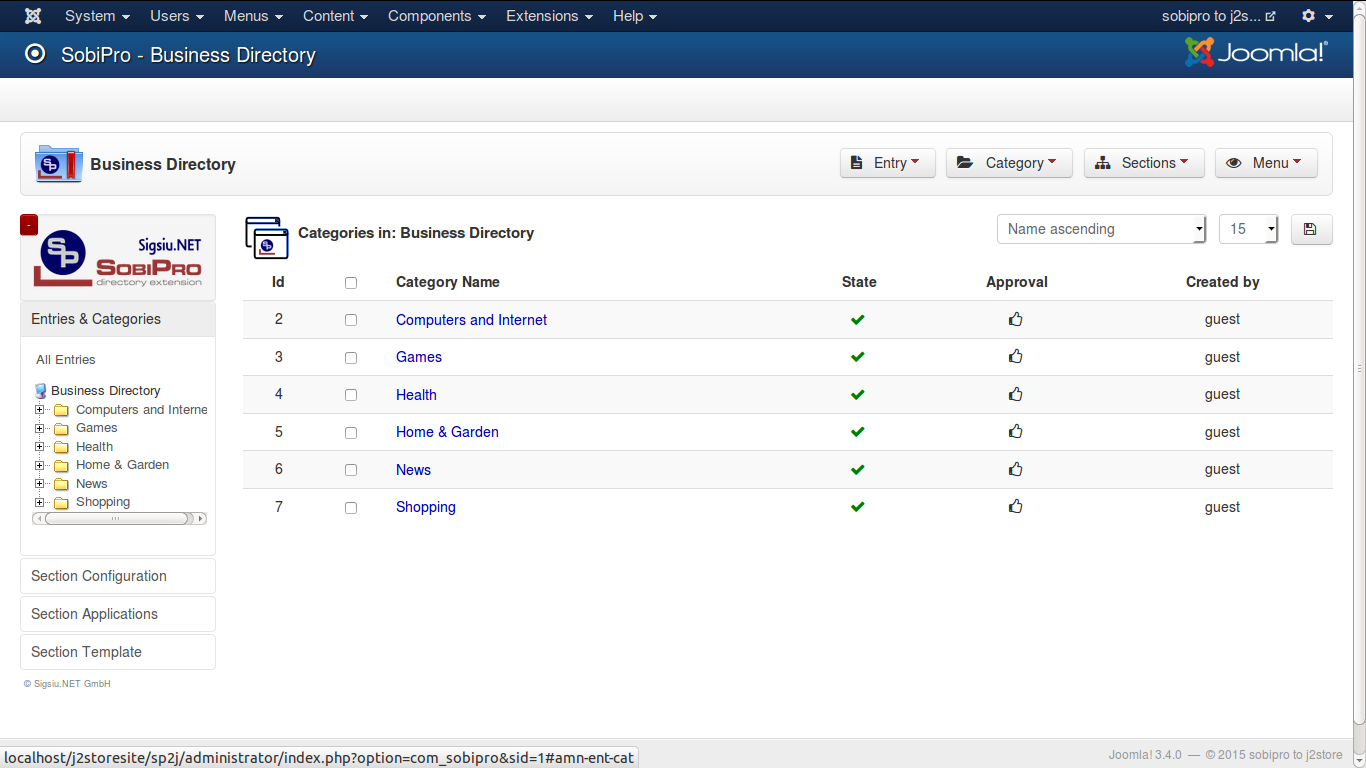 System Users Menus Content Components Extensions Help sobipro to j2s...
SobiPro - Business Directory Joomla!®
SP Business Directory Entry Category Sections Menu
-
SP Sigsiu.NET
SOBIPRO
directory extension
Entries & Categories
All Entries
Business Directory
Computers and Interne
Games
Health
Home & Garden
News
Shopping
Section Configuration
Section Applications
Section Template
© Sigsiu.NET GmbH
SP Categories in: Business Directory Name ascending 15
Id Category Name State Approval Created by
2 Computers and Internet guest
3 Games guest
4 Health guest
5 Home & Garden guest
6 News guest
7 Shopping guest
localhost/j2storesite/sp2j/administrator/index.php?option=com_sobipro&sid=1#amn-ent-cat
Joomla! 3.4.0 — © 2015 sobipro to j2store